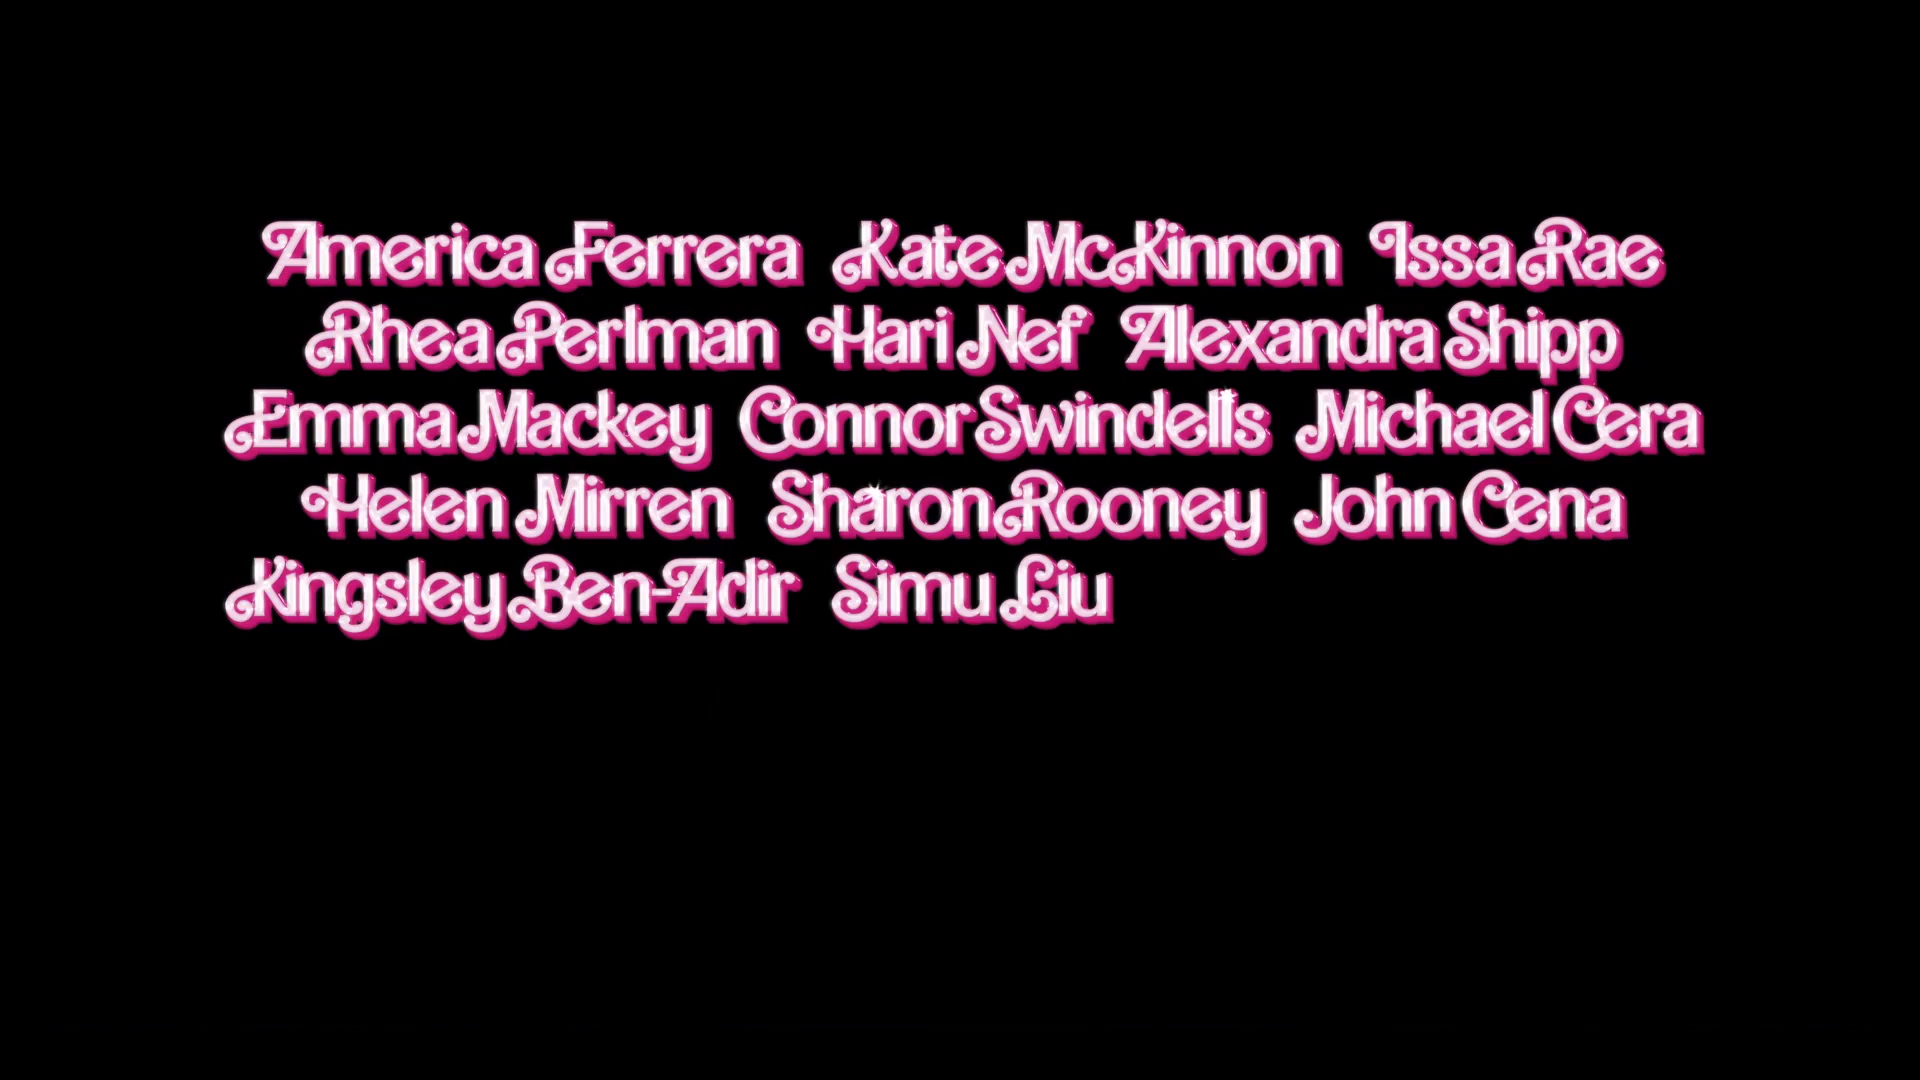 America Ferrera Kate McKinnon Issa Rae
Rhea Perlman Hari Nef Alexandra Shipp
Emma Mackey Connor Swindells Michael Cera
Helen Mirren Sharon Rooney John Cena
Kingsley Ben-Adir Simu Liu